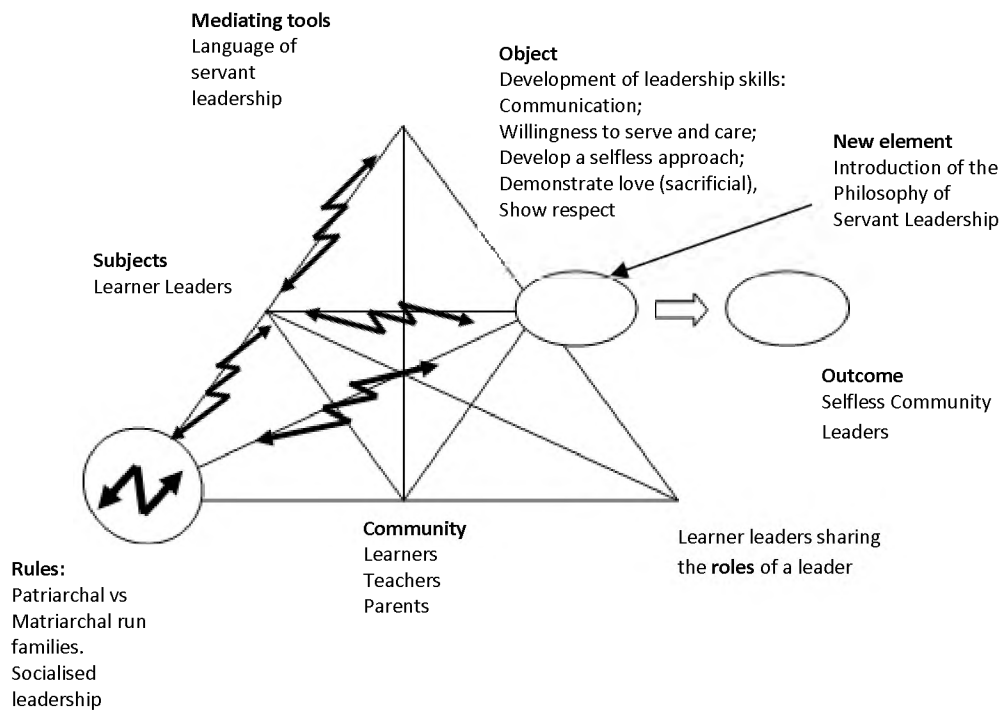 Mediating tools
Language of
servant
leadership
Object
Development of leadership skills:
Communication;
Willingness to serve and care;
Develop a selfless approach;
Demonstrate love (sacrificial),
Show respect
New element
Introduction of the
Philosophy of
Servant Leadership
Subjects
Learner Leaders
Outcome
Selfless Community
Leaders
Community
Learners
Teachers
Parents
Learner leaders sharing
the roles of a leader
Rules:
Patriarchal vs
Matriarchal run
families.
Socialised
leadership